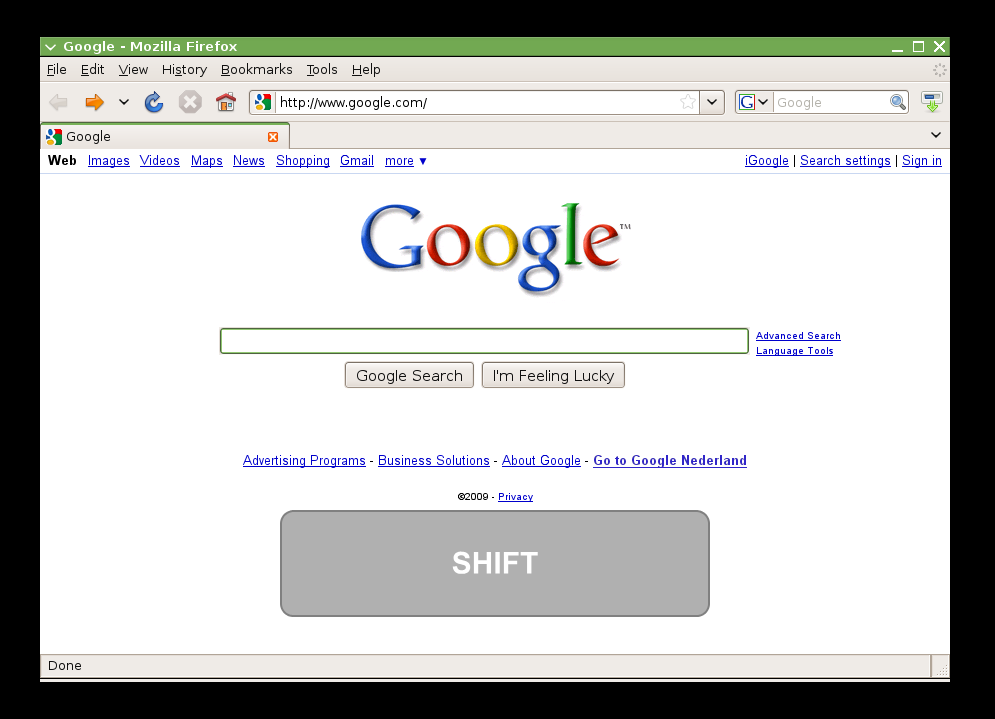 Google - Mozilla Firefox
File Edit View History Bookmarks Tools Help
http://www.google.com/ G Google
Google
Web Images Videos Maps News Shopping Gmail more ▼ iGoogle | Search settings | Sign in
Google™
Advanced Search
Language Tools
Google Search I'm Feeling Lucky
Advertising Programs - Business Solutions - About Google - Go to Google Nederland
©2009 - Privacy
SHIFT
Done